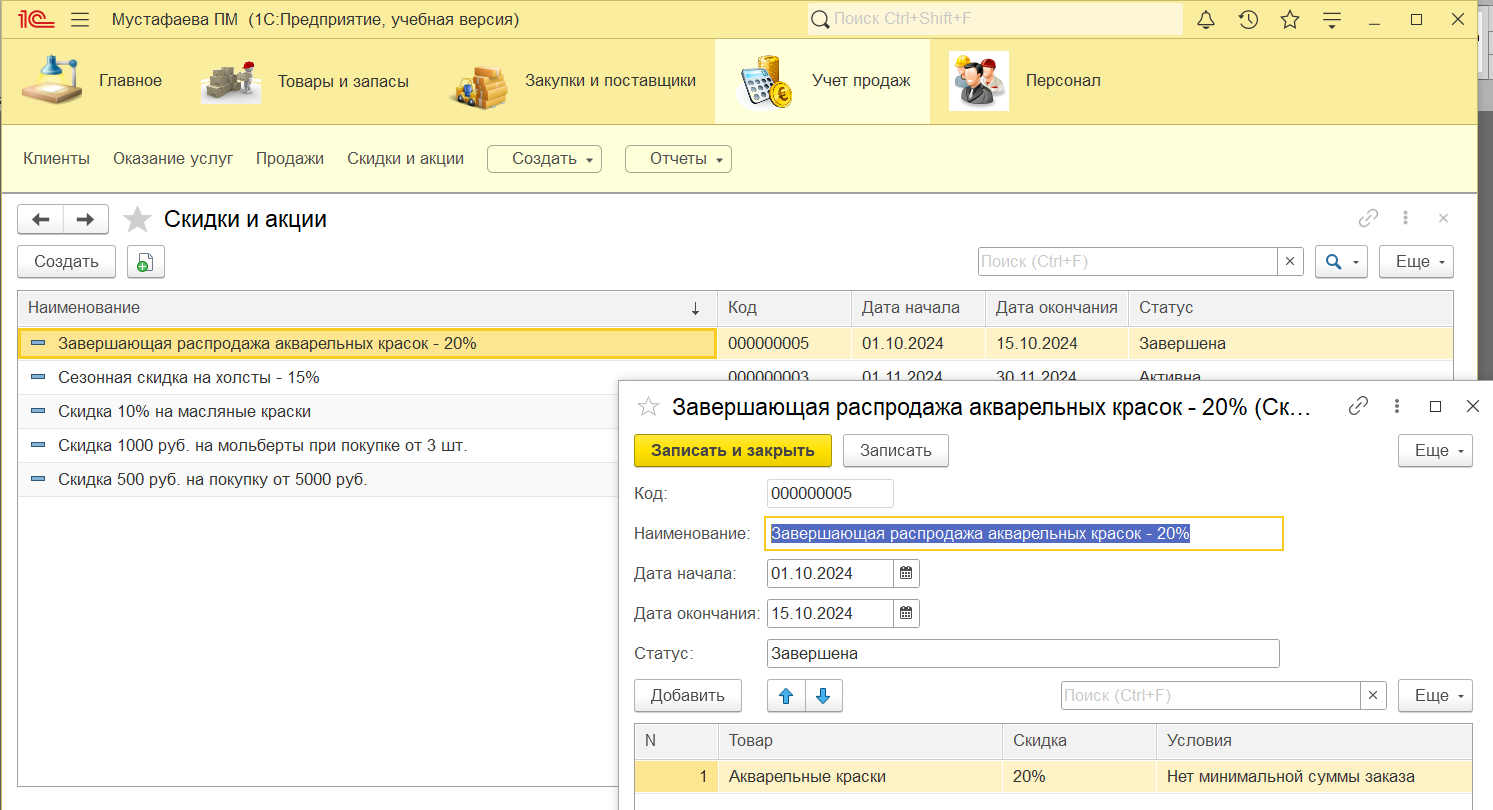 1С Мустафаева ПМ (1С:Предприятие, учебная версия) Поиск Ctrl+Shift+F
Главное Товары и запасы Закупки и поставщики Учет продаж Персонал
Клиенты Оказание услуг Продажи Скидки и акции Создать Отчеты
Скидки и акции
Создать Поиск (Ctrl+F) × Еще
Наименование ↓ Код Дата начала Дата окончания Статус
Завершающая распродажа акварельных красок - 20% 000000005 01.10.2024 15.10.2024 Завершена
Сезонная скидка на холсты - 15% 000000003 01.11.2024 30.11.2024 Активна
Скидка 10% на масляные краски
Скидка 1000 руб. на мольберты при покупке от 3 шт.
Скидка 500 руб. на покупку от 5000 руб.
Завершающая распродажа акварельных красок - 20% (Ск...
Записать и закрыть Записать Еще
Код: 000000005
Наименование: Завершающая распродажа акварельных красок - 20%
Дата начала: 01.10.2024
Дата окончания: 15.10.2024
Статус: Завершена
Добавить Поиск (Ctrl+F) × Еще
N Товар Скидка Условия
1 Акварельные краски 20% Нет минимальной суммы заказа